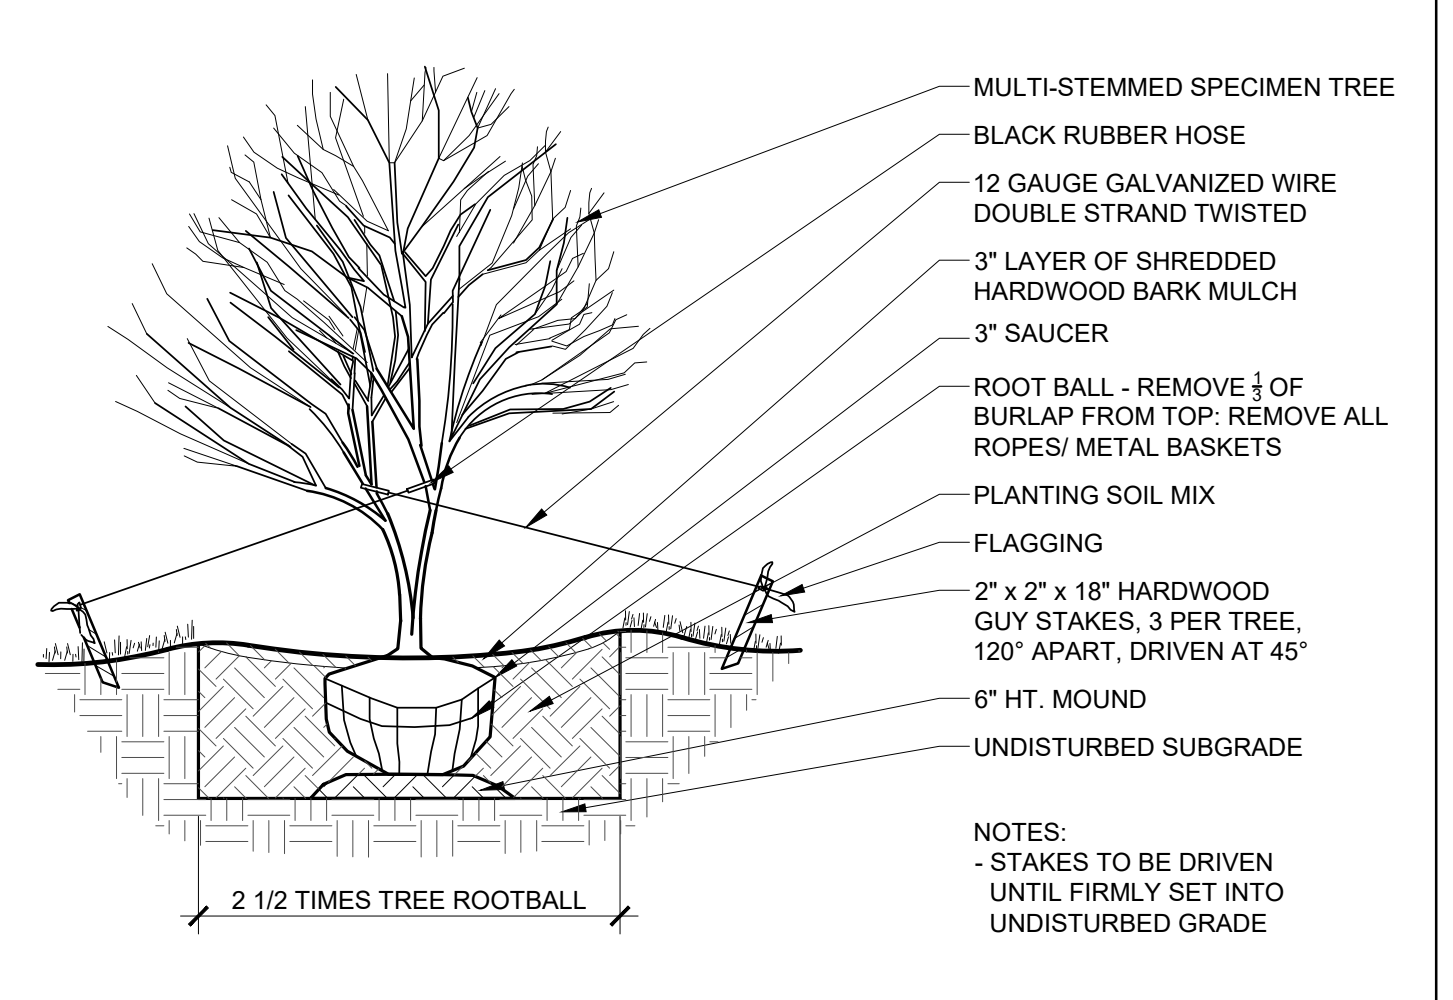 MULTI-STEMMED SPECIMEN TREE
BLACK RUBBER HOSE
12 GAUGE GALVANIZED WIRE
DOUBLE STRAND TWISTED
3" LAYER OF SHREDDED
HARDWOOD BARK MULCH
3" SAUCER
ROOT BALL - REMOVE 1/3 OF
BURLAP FROM TOP: REMOVE ALL
ROPES/ METAL BASKETS
PLANTING SOIL MIX
FLAGGING
2" x 2" x 18" HARDWOOD
GUY STAKES, 3 PER TREE,
120° APART, DRIVEN AT 45°
6" HT. MOUND
UNDISTURBED SUBGRADE
NOTES:
- STAKES TO BE DRIVEN
UNTIL FIRMLY SET INTO
UNDISTURBED GRADE
2 1/2 TIMES TREE ROOTBALL